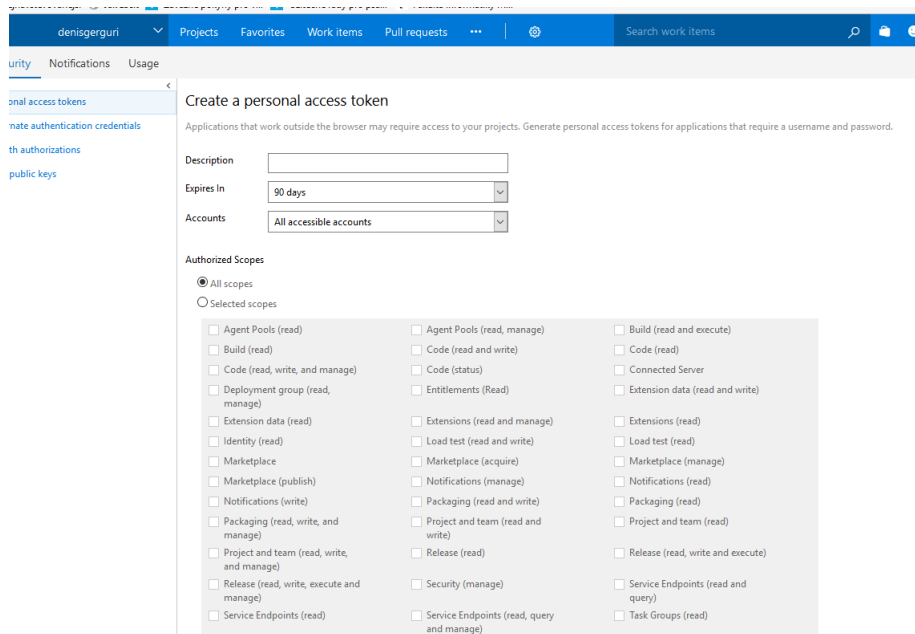 denisgerguri Projects Favorites Work items Pull requests ••• Search work items
urity Notifications Usage
onal access tokens
nate authentication credentials
th authorizations
public keys
Create a personal access token
Applications that work outside the browser may require access to your projects. Generate personal access tokens for applications that require a username and password.
Description
Expires In 90 days
Accounts All accessible accounts
Authorized Scopes
All scopes
Selected scopes
Agent Pools (read) Agent Pools (read, manage) Build (read and execute)
Build (read) Code (read and write) Code (read)
Code (read, write, and manage) Code (status) Connected Server
Deployment group (read, Entitlements (Read) Extension data (read and write)
manage)
Extension data (read) Extensions (read and manage) Extensions (read)
Identity (read) Load test (read and write) Load test (read)
Marketplace Marketplace (acquire) Marketplace (manage)
Marketplace (publish) Notifications (manage) Notifications (read)
Notifications (write) Packaging (read and write) Packaging (read)
Packaging (read, write, and Project and team (read and Project and team (read)
manage) write)
Project and team (read, write, Release (read) Release (read, write and execute)
and manage)
Release (read, write, execute and Security (manage) Service Endpoints (read and
manage) query)
Service Endpoints (read) Service Endpoints (read, query Task Groups (read)
and manage)